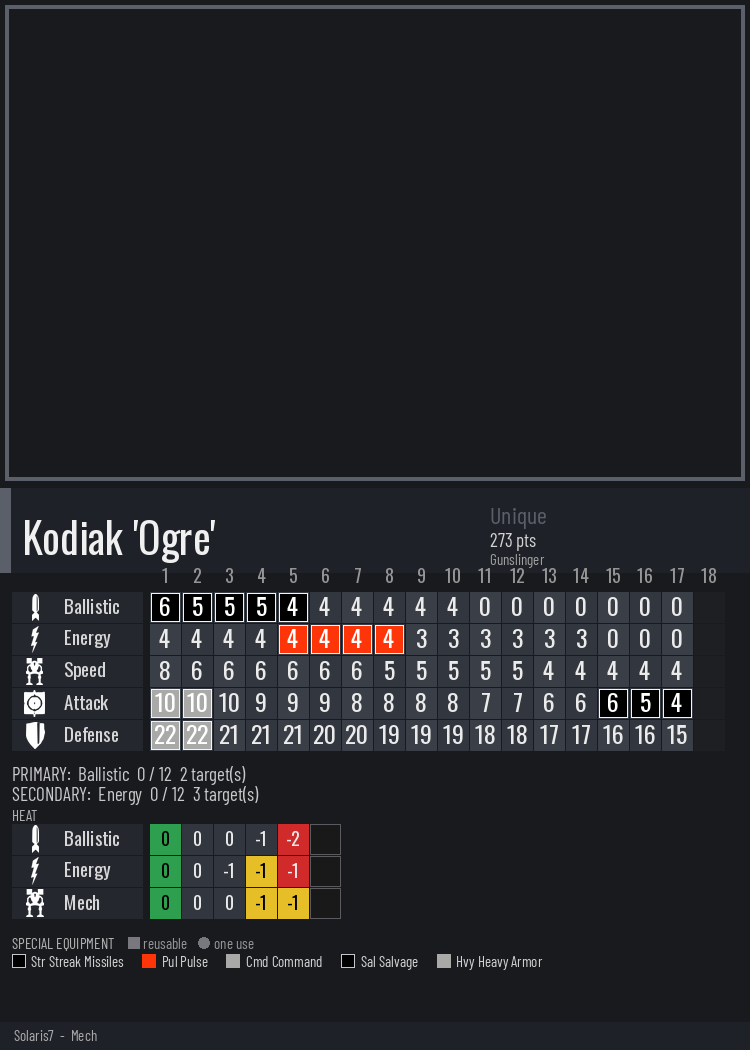 Kodiak 'Ogre'
Unique
273 pts
Gunslinger
1 2 3 4 5 6 7 8 9 10 11 12 13 14 15 16 17 18
Ballistic 6 5 5 5 4 4 4 4 4 4 0 0 0 0 0 0 0
Energy 4 4 4 4 4 4 4 4 3 3 3 3 3 3 0 0 0
Speed 8 6 6 6 6 6 6 5 5 5 5 5 4 4 4 4 4
Attack 10 10 10 9 9 9 8 8 8 8 7 7 6 6 6 5 4
Defense 22 22 21 21 21 20 20 19 19 19 18 18 17 17 16 16 15
PRIMARY: Ballistic 0 / 12 2 target(s)
SECONDARY: Energy 0 / 12 3 target(s)
HEAT
Ballistic 0 0 0 -1 -2
Energy 0 0 -1 -1 -1
Mech 0 0 0 -1 -1
SPECIAL EQUIPMENT reusable one use
Str Streak Missiles Pul Pulse Cmd Command Sal Salvage Hvy Heavy Armor
Solaris7 - Mech